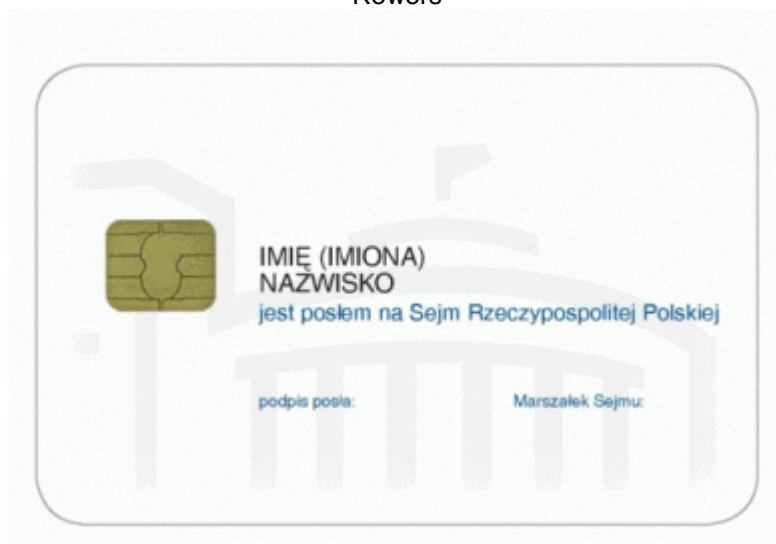 Rewers
IMIĘ (IMIONA)
NAZWISKO
jest posłem na Sejm Rzeczypospolitej Polskiej
podpis posła: Marszałek Sejmu: